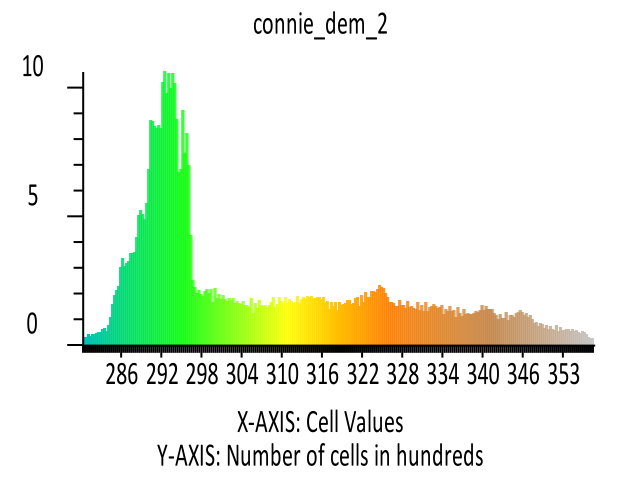 connie_dem_2
10
5
0
286 292 298 304 310 316 322 328 334 340 346 353
X-AXIS: Cell Values
Y-AXIS: Number of cells in hundreds